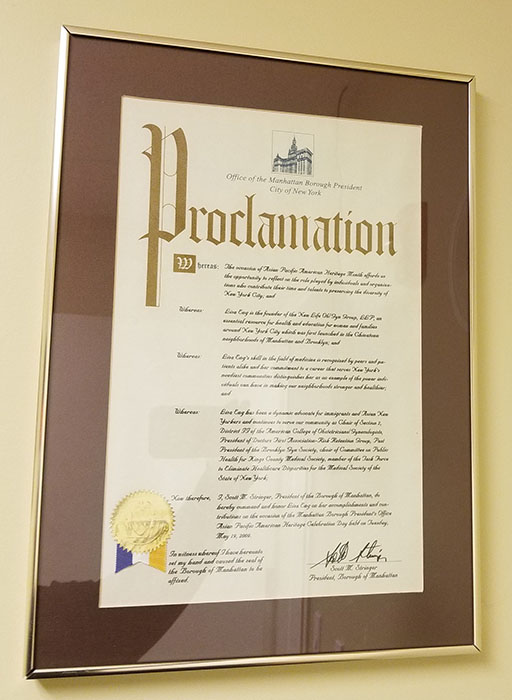 Office of the Manhattan Borough President
City of New York
Proclamation
Whereas: The occasion of Asian Pacific American Heritage Month affords us
the opportunity to reflect on the role played by individuals and organiza-
tions who contribute their time and talents to preserving the diversity of
New York City; and
Whereas: Lisa Eng is the founder of the New Life Ob/Gyn Group, LLP, an
essential resource for health and education for women and families
around New York City which was first launched in the Chinatown
neighborhoods of Manhattan and Brooklyn; and
Whereas: Lisa Eng's skill in the field of medicine is recognized by peers and pa-
tients alike and her commitment to a career that serves New York's
neediest communities distinguishes her as an example of the power indi-
viduals can have in making our neighborhoods stronger and healthier;
and
Whereas: Lisa Eng has been a dynamic advocate for immigrants and Asian New
Yorkers and continues to serve our community as Chair of Section 2,
District II of the American College of Obstetricians/Gynecologists,
President of Doctors First Association-Risk Retention Group, Past
President of the Brooklyn Gyn Society, chair of Committee on Public
Health for Kings County Medical Society, member of the Task Force
to Eliminate Healthcare Disparities for the Medical Society of the
State of New York;
Now therefore, I, Scott M. Stringer, President of the Borough of Manhattan, do
hereby commend and honor Lisa Eng on her accomplishments and con-
tributions on the occasion of the Manhattan Borough President's Office
Asian Pacific American Heritage Celebration Day held on Tuesday,
May 19, 2009.
In witness whereof I have hereunto
set my hand and caused the seal of
the Borough of Manhattan to be
affixed.
Scott M. Stringer
President, Borough of Manhattan